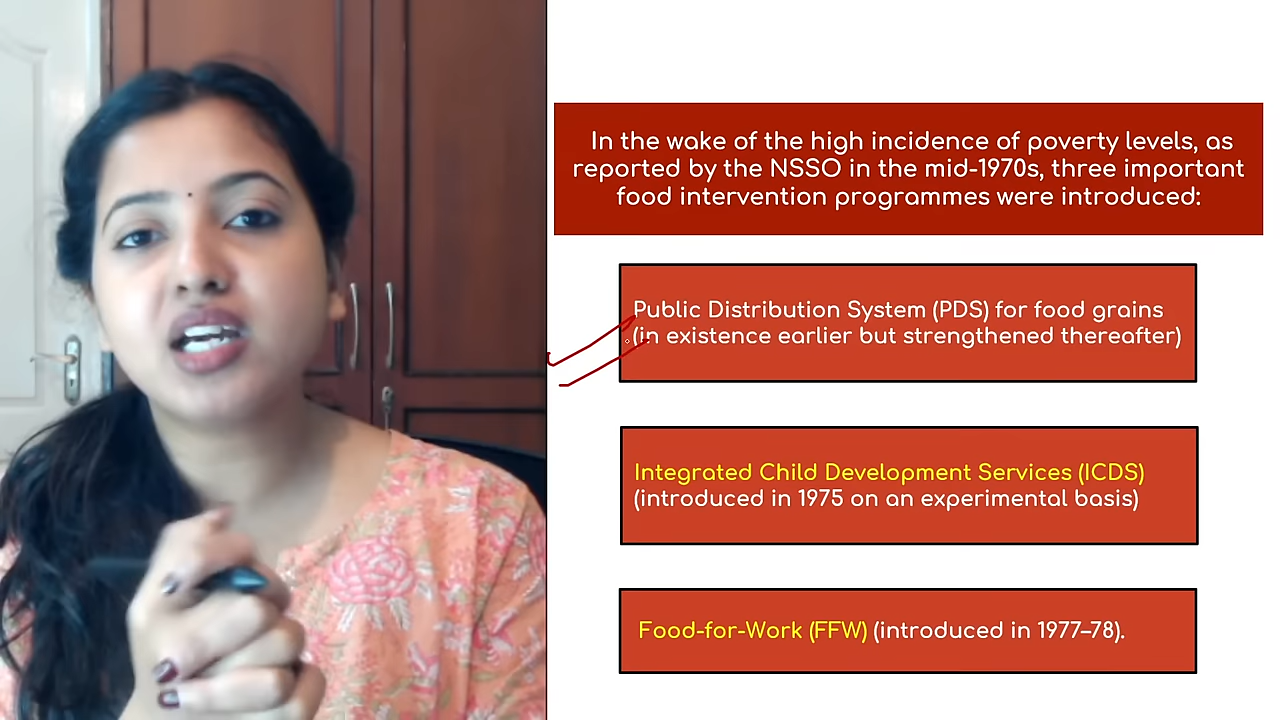 In the wake of the high incidence of poverty levels, as
reported by the NSSO in the mid-1970s, three important
food intervention programmes were introduced:
Public Distribution System (PDS) for food grains
(in existence earlier but strengthened thereafter)
Integrated Child Development Services (ICDS)
(introduced in 1975 on an experimental basis)
Food-for-Work (FFW) (introduced in 1977–78).